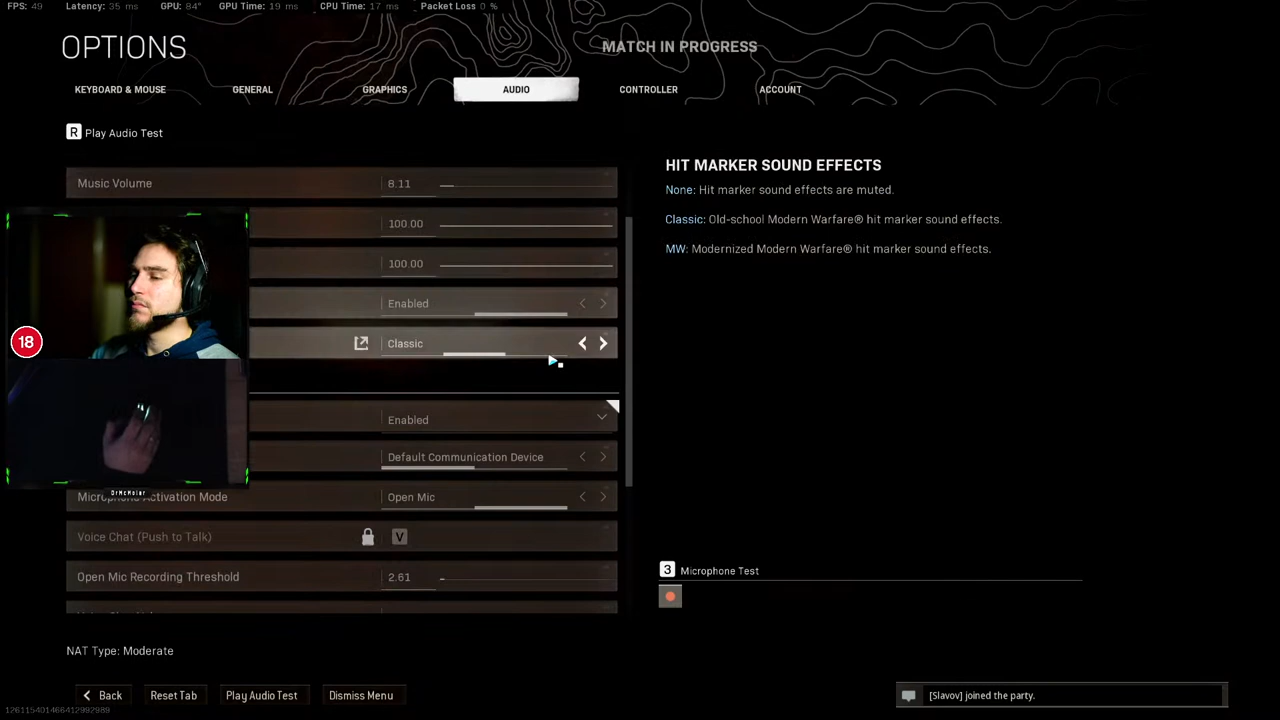 FPS: 49 Latency: 35 ms GPU: 84° GPU Time: 19 ms CPU Time: 17 ms Packet Loss 0 %
OPTIONS
MATCH IN PROGRESS
KEYBOARD & MOUSE GENERAL GRAPHICS AUDIO CONTROLLER ACCOUNT
R Play Audio Test
Music Volume 8.11
100.00
100.00
Enabled
18
Classic
Enabled
Default Communication Device
DrMcMolar
Microphone Activation Mode Open Mic
Voice Chat (Push to Talk) V
Open Mic Recording Threshold 2.61
HIT MARKER SOUND EFFECTS
None: Hit marker sound effects are muted.
Classic: Old-school Modern Warfare® hit marker sound effects.
MW: Modernized Modern Warfare® hit marker sound effects.
3 Microphone Test
NAT Type: Moderate
Back Reset Tab Play Audio Test Dismiss Menu
[Slavov] joined the party.